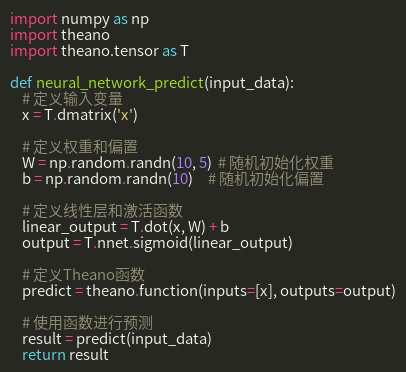 import numpy as np
import theano
import theano.tensor as T

def neural_network_predict(input_data):
    # 定义输入变量
    x = T.dmatrix('x')

    # 定义权重和偏置
    W = np.random.randn(10, 5)  # 随机初始化权重
    b = np.random.randn(10)    # 随机初始化偏置

    # 定义线性层和激活函数
    linear_output = T.dot(x, W) + b
    output = T.nnet.sigmoid(linear_output)

    # 定义Theano函数
    predict = theano.function(inputs=[x], outputs=output)

    # 使用函数进行预测
    result = predict(input_data)
    return result